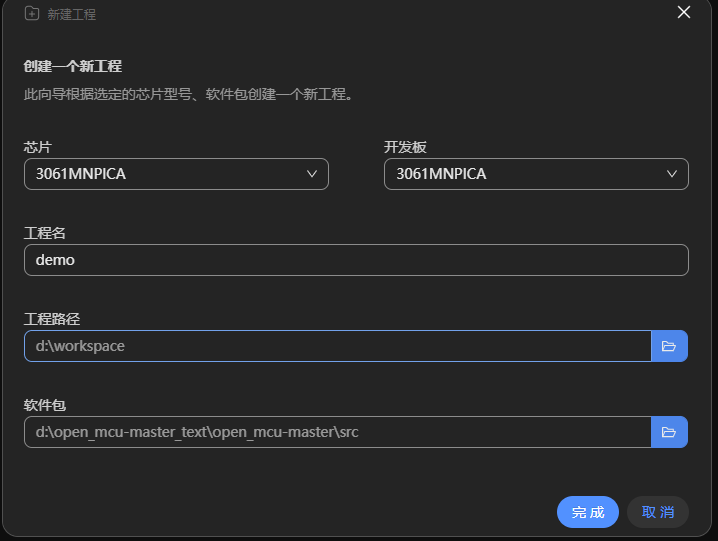 新建工程
创建一个新工程
此向导根据选定的芯片型号、软件包创建一个新工程。
芯片
开发板
3061MNPICA
3061MNPICA
工程名
demo
工程路径
d:\workspace
软件包
d:\open_mcu-master_text\open_mcu-master\src
完成
取消